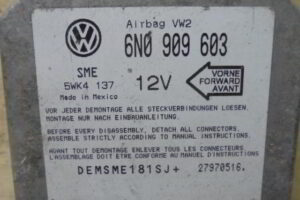 Airbag VW2
6N0 909 603
SME
5WK4 137
12V
VORNE
FORWARD
AVANT
Made in Mexico
VOR JEDER DEMONTAGE ALLE STECKVERBINDUNGEN LOESEN.
MONTAGE NUR NACH EINBAUANLEITUNG.
BEFORE EVERY DISASSEMBLY, DETACH ALL CONNECTORS.
ASSEMBLE STRICTLY ACCORDING TO MANUAL INSTRUCTIONS.
AVANT TOUT DEMONTAGE ENLEVER TOUS LES CONNECTEURS.
L'ASSEMBLAGE DOIT ETRE CONFORME AU MANUEL D'INSTRUCTIONS
DEMSME181SJ+ 27970516.